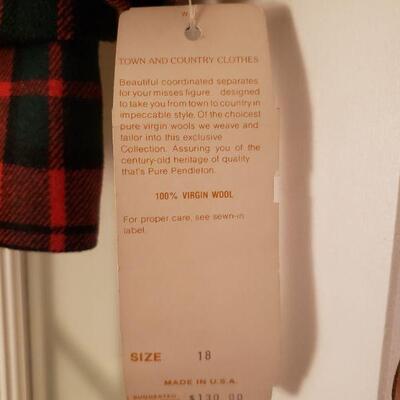 TOWN AND COUNTRY CLOTHES
Beautiful coordinated separates
for your misses figure designed
to take you from town to country in
impeccable style. Of the choicest
pure virgin wools we weave and
tailor into this exclusive
Collection. Assuring you of the
century-old heritage of quality
that's Pure Pendleton.
100% VIRGIN WOOL
For proper care, see sewn-in
label.
SIZE 18
MADE IN U.S.A.
SUGGESTED $130.00